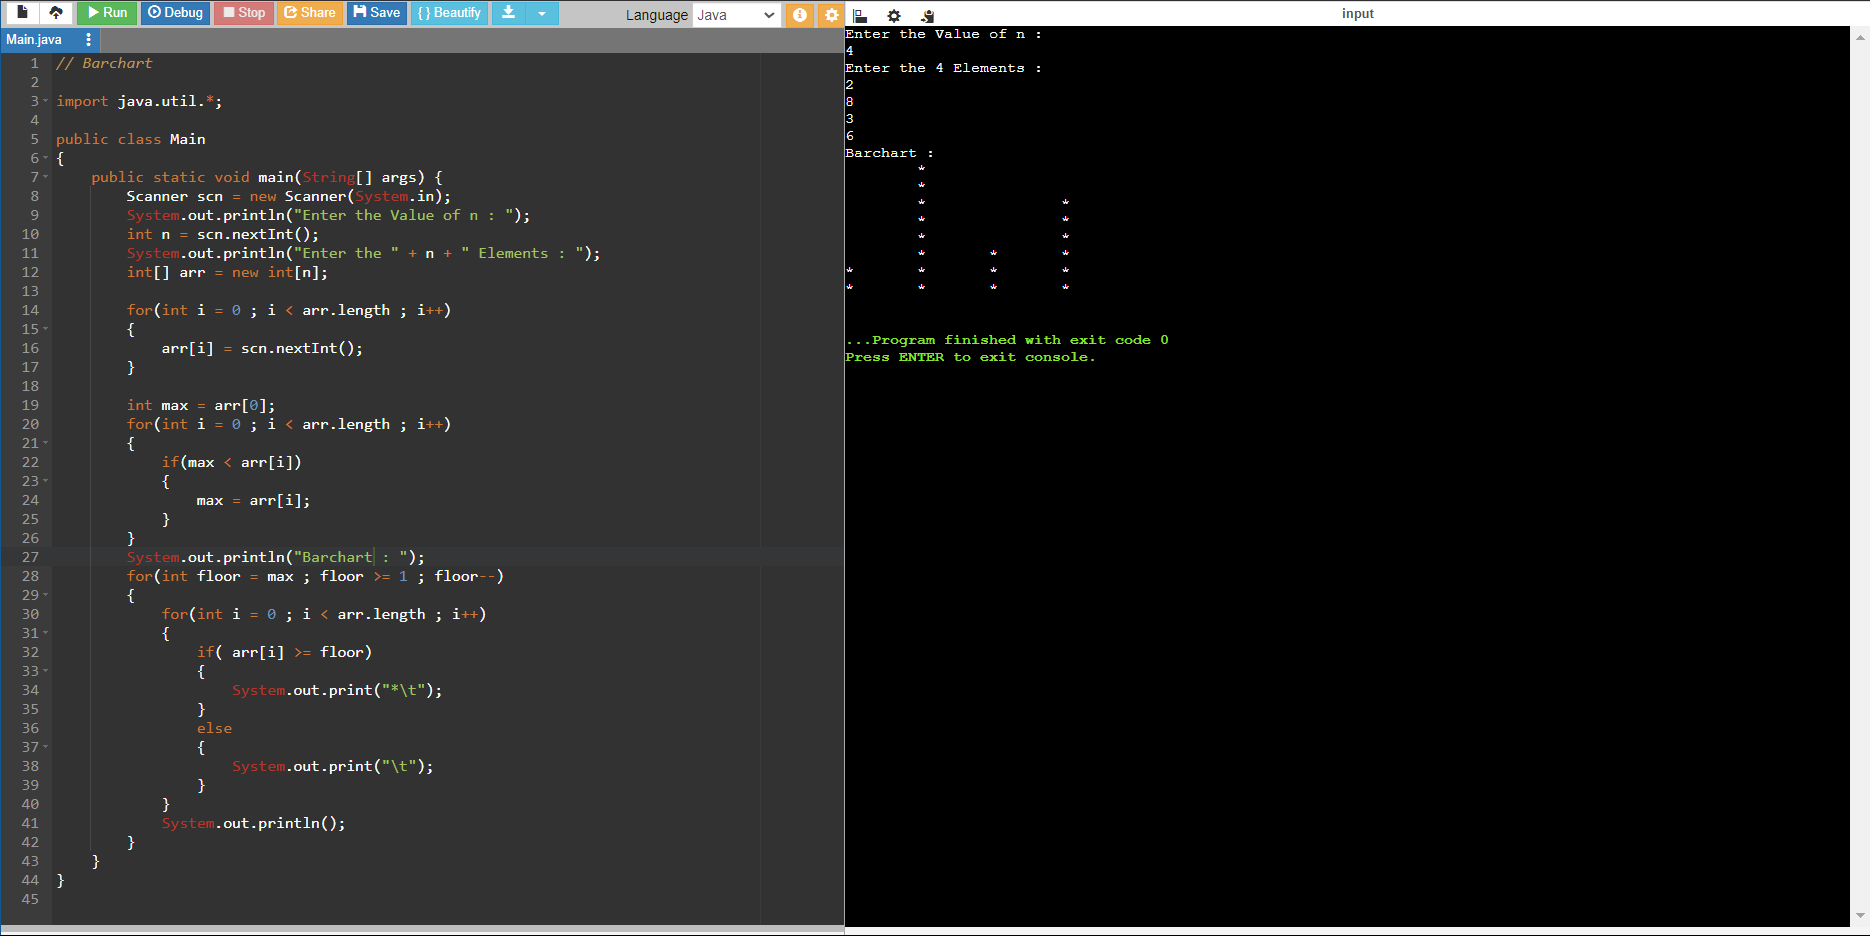 Run Debug Stop Share Save { } Beautify Language Java
Main.java
1 // Barchart
2
3 import java.util.*;
4
5 public class Main
6 {
7     public static void main(String[] args) {
8         Scanner scn = new Scanner(System.in);
9         System.out.println("Enter the Value of n : ");
10         int n = scn.nextInt();
11         System.out.println("Enter the " + n + " Elements : ");
12         int[] arr = new int[n];
13
14         for(int i = 0 ; i < arr.length ; i++)
15         {
16             arr[i] = scn.nextInt();
17         }
18
19         int max = arr[0];
20         for(int i = 0 ; i < arr.length ; i++)
21         {
22             if(max < arr[i])
23             {
24                 max = arr[i];
25             }
26         }
27         System.out.println("Barchart : ");
28         for(int floor = max ; floor >= 1 ; floor--)
29         {
30             for(int i = 0 ; i < arr.length ; i++)
31             {
32                 if( arr[i] >= floor)
33                 {
34                     System.out.print("*\t");
35                 }
36                 else
37                 {
38                     System.out.print("\t");
39                 }
40             }
41             System.out.println();
42         }
43     }
44 }
45
input
Enter the Value of n :
4
Enter the 4 Elements :
2
8
3
6
Barchart :
        *
        *
        *               *
        *               *
        *               *
        *       *       *
*       *       *       *
*       *       *       *
...Program finished with exit code 0
Press ENTER to exit console.